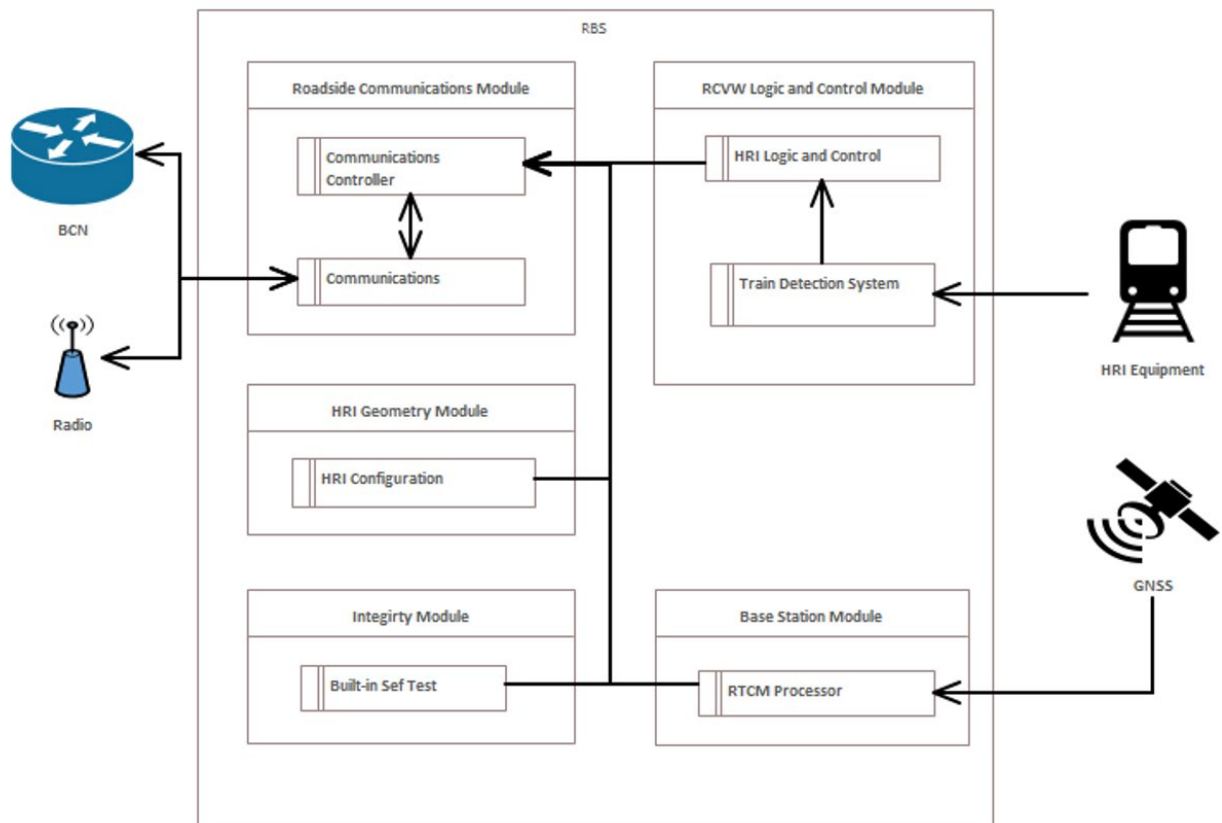 RBS
Roadside Communications Module
RCVW Logic and Control Module
Communications
Controller
HRI Logic and Control
BCN
Communications
Train Detection System
HRI Equipment
Radio
HRI Geometry Module
HRI Configuration
GNSS
Integirty Module
Base Station Module
Built-in Sef Test
RTCM Processor